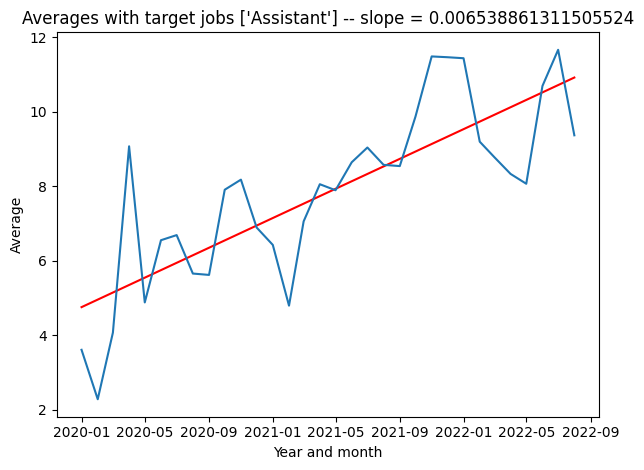 Averages with target jobs ['Assistant'] -- slope = 0.006538861311505524
12
10
8
6
4
2
Average
2020-01 2020-05 2020-09 2021-01 2021-05 2021-09 2022-01 2022-05 2022-09
Year and month